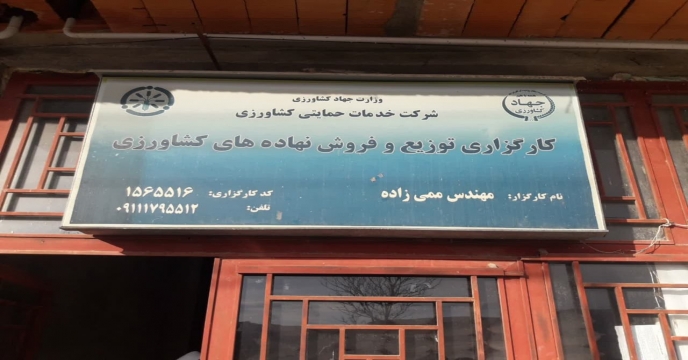 وزارت جهاد کشاورزی
شرکت خدمات حمایتی کشاورزی
جهاد
کشاورزی
کارگزاری توزیع و فروش نهاده های کشاورزی
نام کارگزار: مهندس ممی زاده
کد کارگزاری: ۱۵۶۵۵۱۶
تلفن: ۰۹۱۱۱۷۹۵۵۱۲